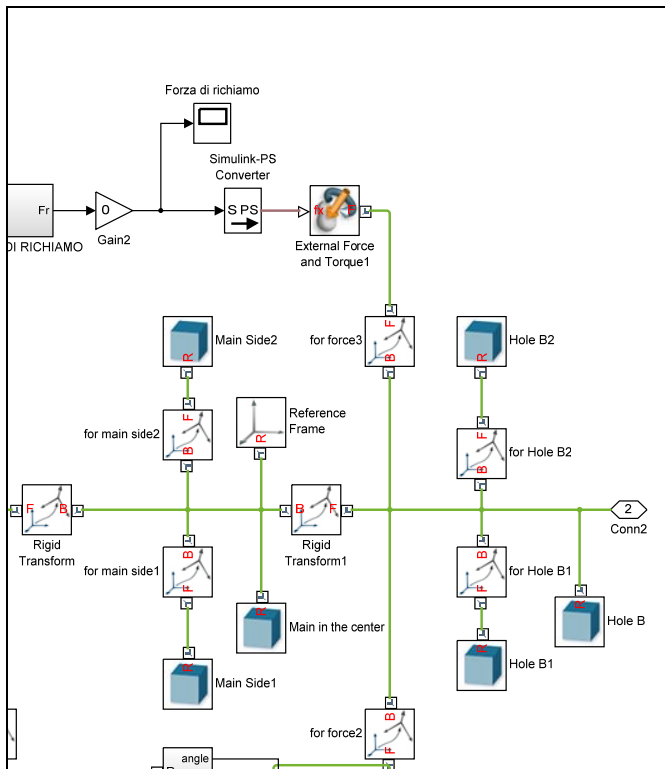 Forza di richiamo
Simulink-PS
Converter
Fr
0
S PS
fx
f
DI RICHIAMO
Gain2
External Force
and Torque1
F
Main Side2
for force3
Hole B2
R
B
R
F
Reference
Frame
F
for main side2
R
for Hole B2
B
B
F
B
B
F
2
Rigid
Transform
Rigid
Transform1
Conn2
B
for main side1
F
B
for Hole B1
F
R
R
Main in the center
Hole B
R
R
Main Side1
Hole B1
B
for force2
F
angle